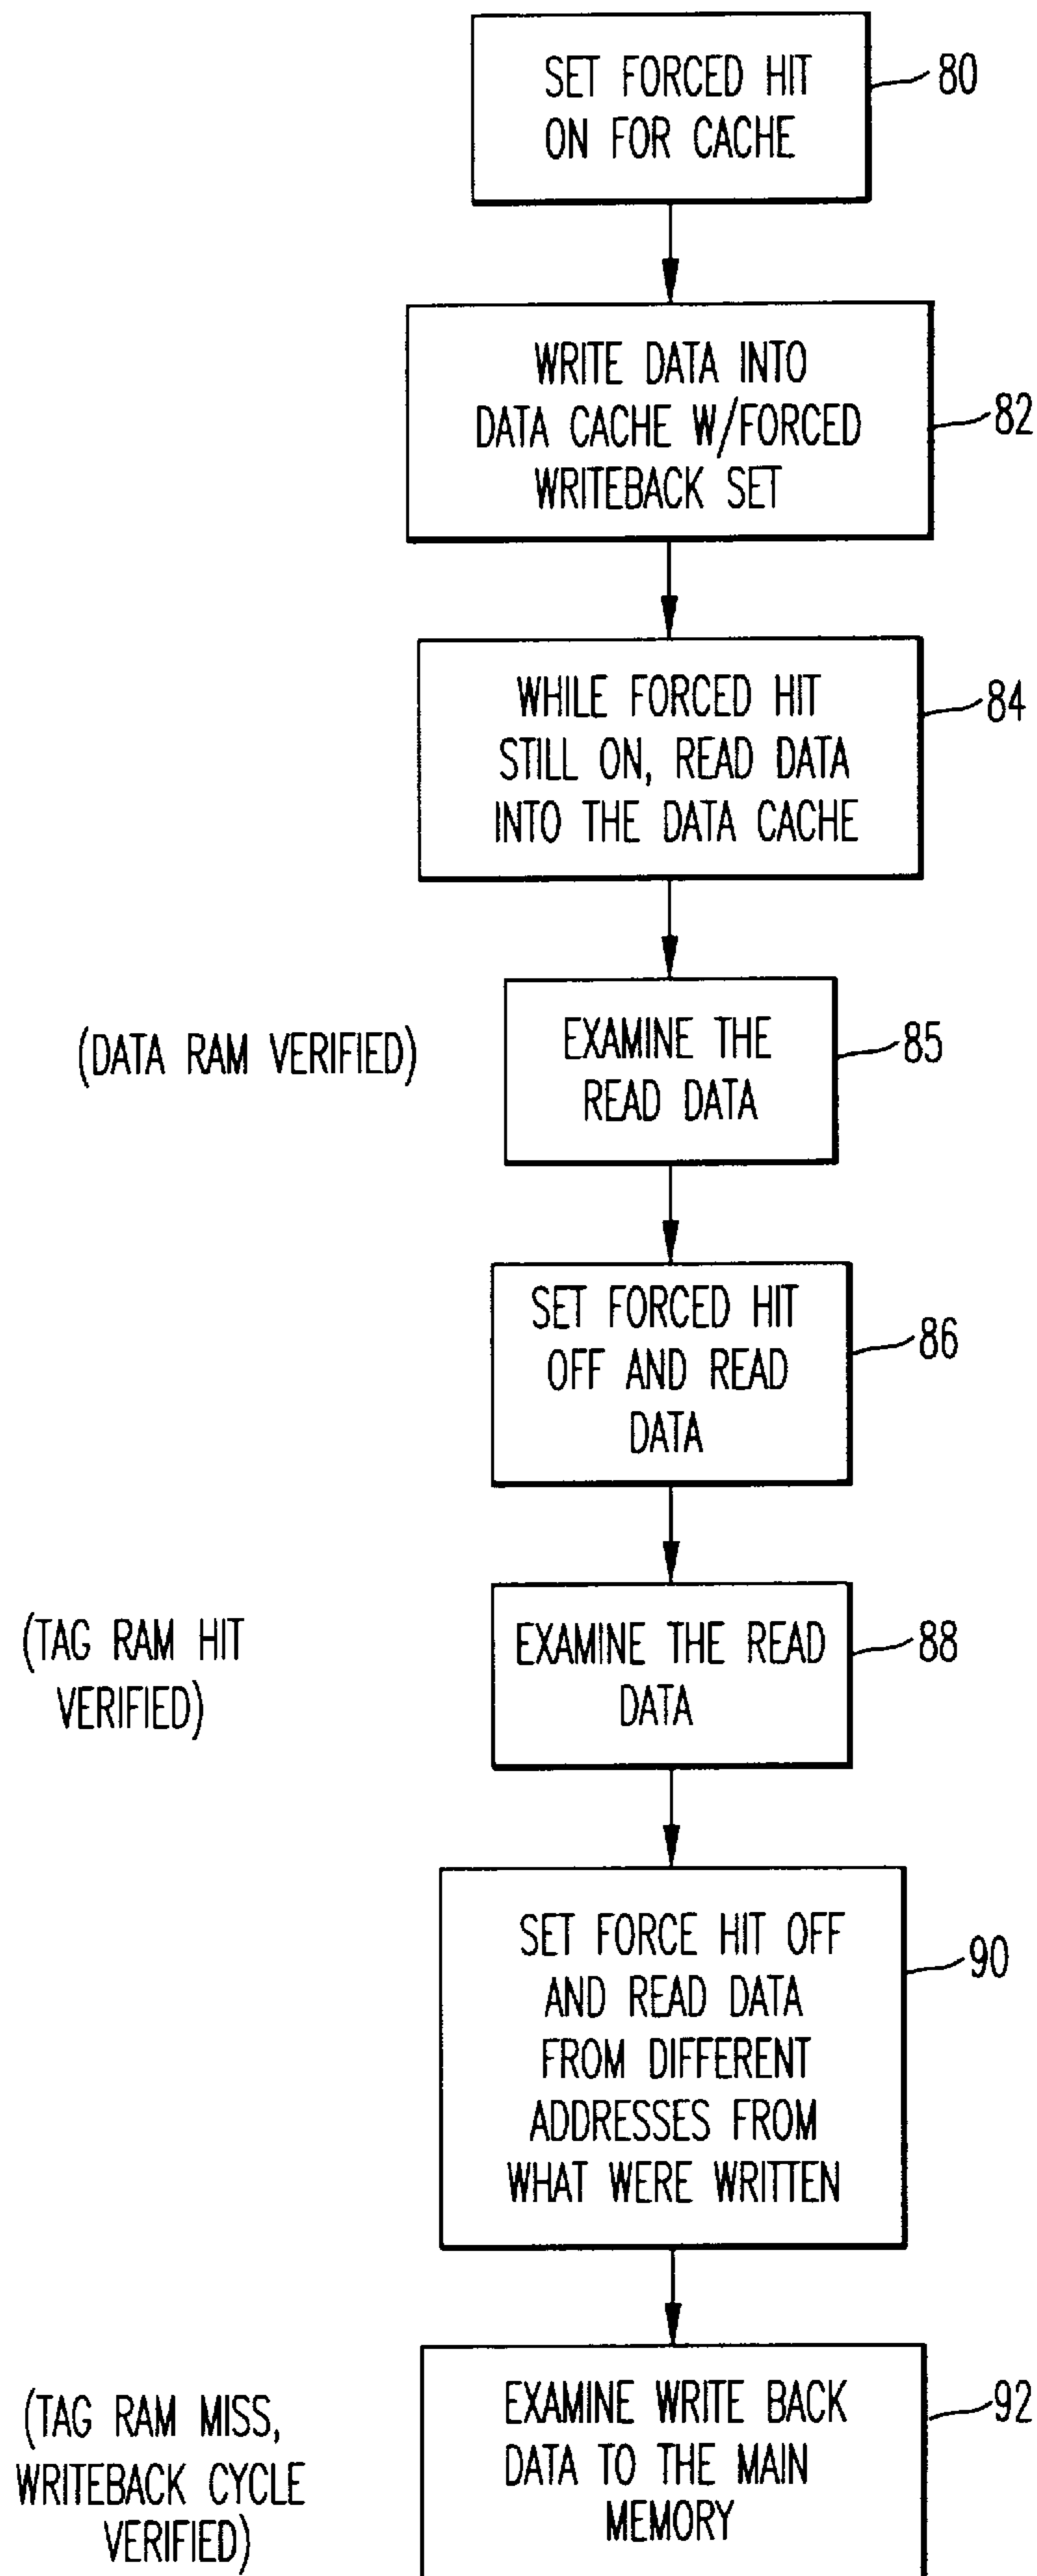 SET FORCED HIT
ON FOR CACHE
80
WRITE DATA INTO
DATA CACHE W/FORCED
WRITEBACK SET
82
WHILE FORCED HIT
STILL ON, READ DATA
INTO THE DATA CACHE
84
(DATA RAM VERIFIED)
EXAMINE THE
READ DATA
85
SET FORCED HIT
OFF AND READ
DATA
86
(TAG RAM HIT
VERIFIED)
EXAMINE THE READ
DATA
88
SET FORCE HIT OFF
AND READ DATA
FROM DIFFERENT
ADDRESSES FROM
WHAT WERE WRITTEN
90
(TAG RAM MISS,
WRITEBACK CYCLE
VERIFIED)
EXAMINE WRITE BACK
DATA TO THE MAIN
MEMORY
92